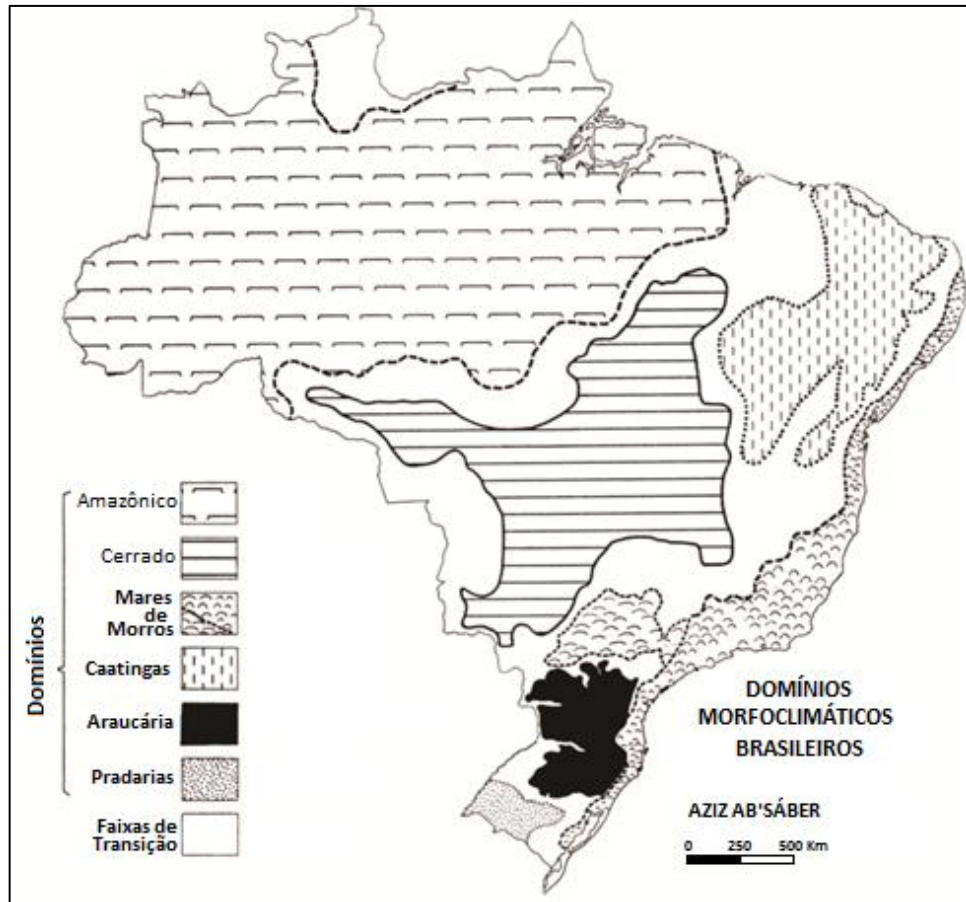 Domínios
Amazônico
Cerrado
Mares
de
Morros
Caatingas
Araucária
Pradarias
Faixas de
Transição
DOMÍNIOS
MORFOCLIMÁTICOS
BRASILEIROS
AZIZ AB'SÁBER
0 250 500 Km